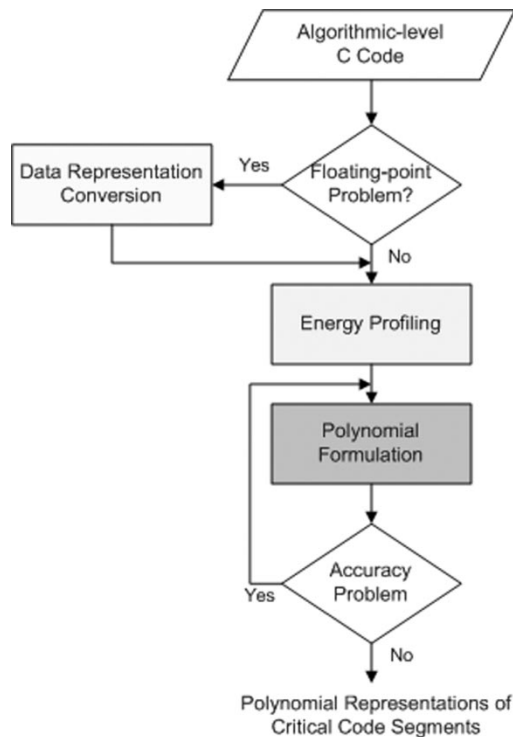 Algorithmic-level
C Code
Yes
Floating-point
Problem?
Data Representation
Conversion
No
Energy Profiling
Polynomial
Formulation
Accuracy
Problem
Yes
No
Polynomial Representations of
Critical Code Segments